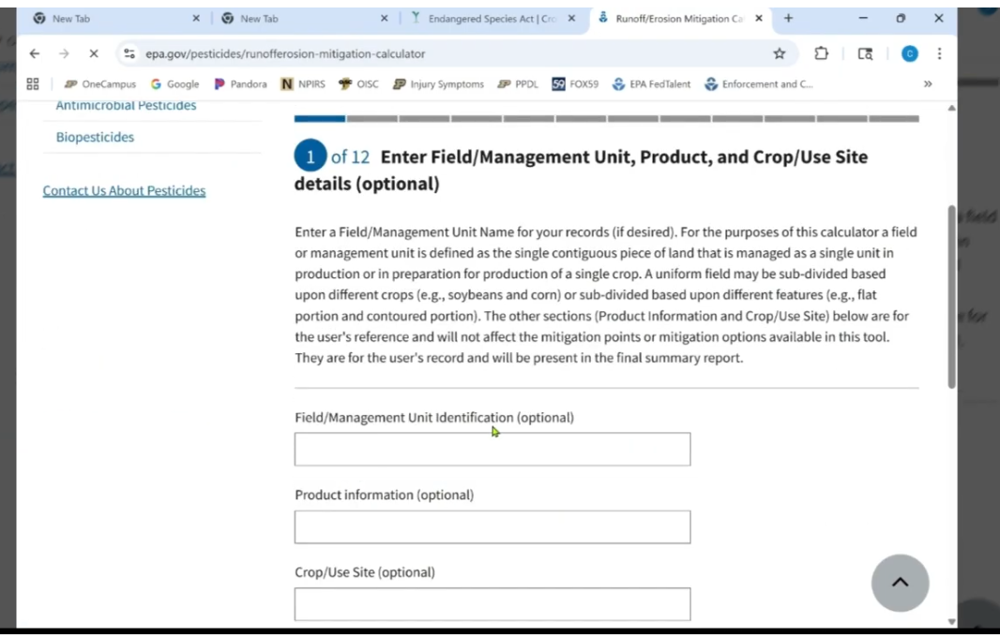 New Tab
New Tab
Endangered Species Act | Cro
Runoff/Erosion Mitigation Ca
epa.gov/pesticides/runofferosion-mitigation-calculator
OneCampus
Google
Pandora
NPIRS
OISC
Injury Symptoms
PPDL
FOX59
EPA FedTalent
Enforcement and C...
Antimicrobial Pesticides
Biopesticides
Contact Us About Pesticides
1 of 12 Enter Field/Management Unit, Product, and Crop/Use Site
details (optional)
Enter a Field/Management Unit Name for your records (if desired). For the purposes of this calculator a field
or management unit is defined as the single contiguous piece of land that is managed as a single unit in
production or in preparation for production of a single crop. A uniform field may be sub-divided based
upon different crops (e.g., soybeans and corn) or sub-divided based upon different features (e.g., flat
portion and contoured portion). The other sections (Product Information and Crop/Use Site) below are for
the user's reference and will not affect the mitigation points or mitigation options available in this tool.
They are for the user's record and will be present in the final summary report.
Field/Management Unit Identification (optional)
Product information (optional)
Crop/Use Site (optional)